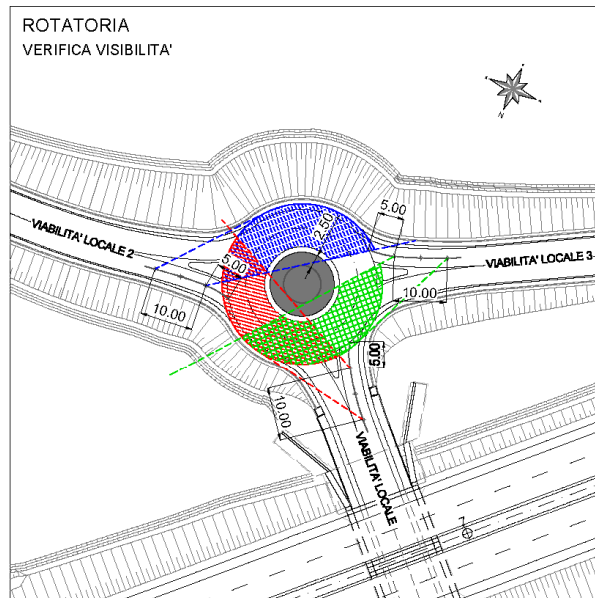 ROTATORIA
VERIFICA VISIBILITA'
N
5.00
2.50
VIABILITA' LOCALE 2
5.00
VIABILITA' LOCALE 3
10.00
10.00
5.00
10.00
VIABILITA' LOCALE
7